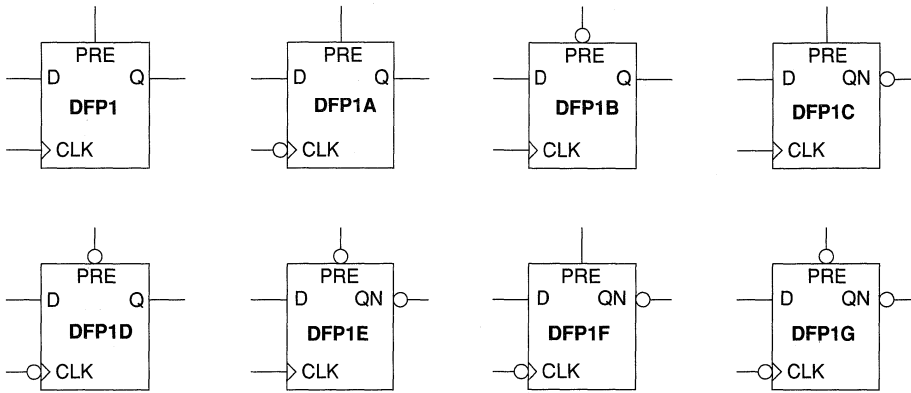 PRE
D Q
DFP1
CLK
PRE
D Q
DFP1A
CLK
PRE
D Q
DFP1B
CLK
PRE
D QN
DFP1C
CLK
PRE
D Q
DFP1D
CLK
PRE
D QN
DFP1E
CLK
PRE
D QN
DFP1F
CLK
PRE
D QN
DFP1G
CLK